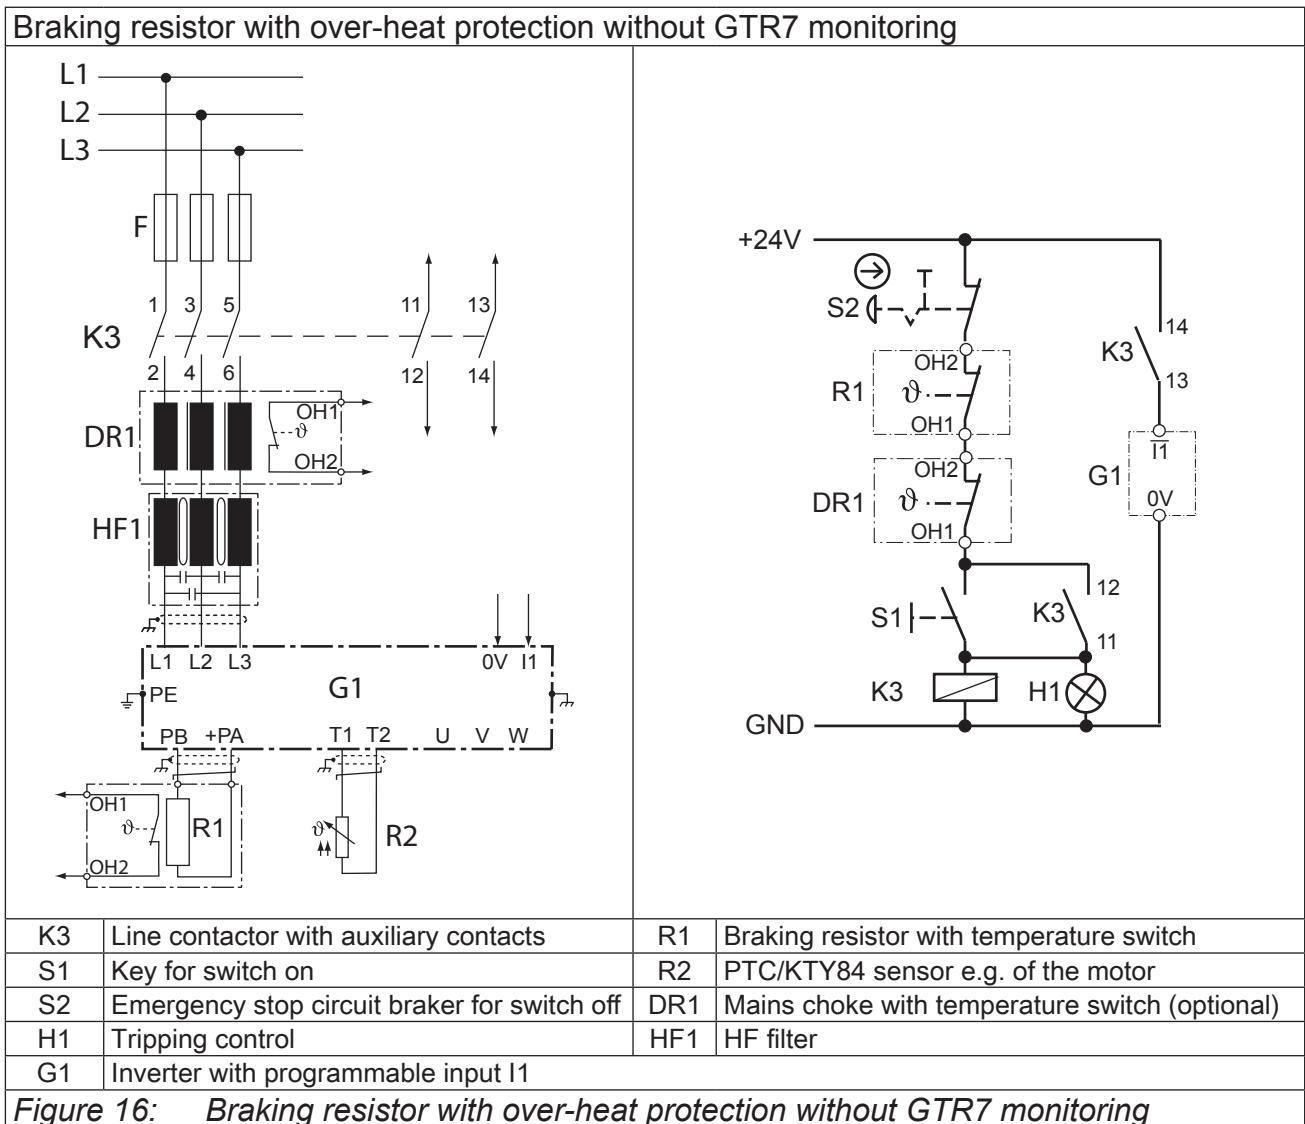 Braking resistor with over-heat protection without GTR7 monitoring
L1
L2
L3
F
1 3 5 11 13
K3
2 4 6 12 14
DR1
OH1
ϑ
OH2
HF1
L1 L2 L3 0V I1
PE
G1
PB +PA T1 T2 U V W
OH1
ϑ
R1
OH2
ϑ
R2
+24V
S2
14
K3
13
OH2
R1
ϑ
OH1
I1
G1
0V
OH2
DR1
ϑ
OH1
12
S1
K3
11
K3
H1
GND
K3 Line contactor with auxiliary contacts R1 Braking resistor with temperature switch
S1 Key for switch on R2 PTC/KTY84 sensor e.g. of the motor
S2 Emergency stop circuit braker for switch off DR1 Mains choke with temperature switch (optional)
H1 Tripping control HF1 HF filter
G1 Inverter with programmable input I1
Figure 16: Braking resistor with over-heat protection without GTR7 monitoring